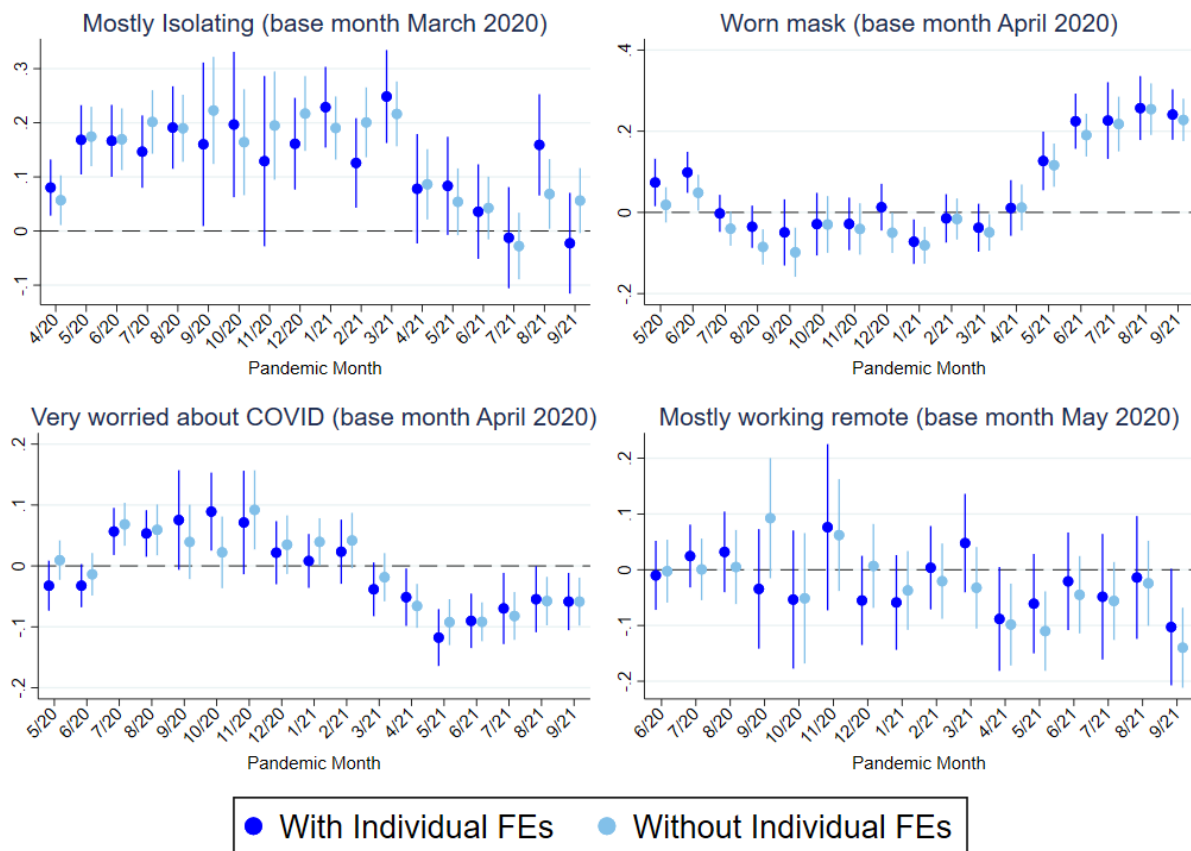 Mostly Isolating (base month March 2020)
.3
.2
.1
0
-.1
4/20 5/20 6/20 7/20 8/20 9/20 10/20 11/20 12/20 1/21 2/21 3/21 4/21 5/21 6/21 7/21 8/21 9/21
Pandemic Month
Worn mask (base month April 2020)
.4
.2
0
-.2
5/20 6/20 7/20 8/20 9/20 10/20 11/20 12/20 1/21 2/21 3/21 4/21 5/21 6/21 7/21 8/21 9/21
Pandemic Month
Very worried about COVID (base month April 2020)
.2
.1
0
-.1
-.2
5/20 6/20 7/20 8/20 9/20 10/20 11/20 12/20 1/21 2/21 3/21 4/21 5/21 6/21 7/21 8/21 9/21
Pandemic Month
Mostly working remote (base month May 2020)
.2
.1
0
-.1
-.2
6/20 7/20 8/20 9/20 10/20 11/20 12/20 1/21 2/21 3/21 4/21 5/21 6/21 7/21 8/21 9/21
Pandemic Month
With Individual FEs Without Individual FEs